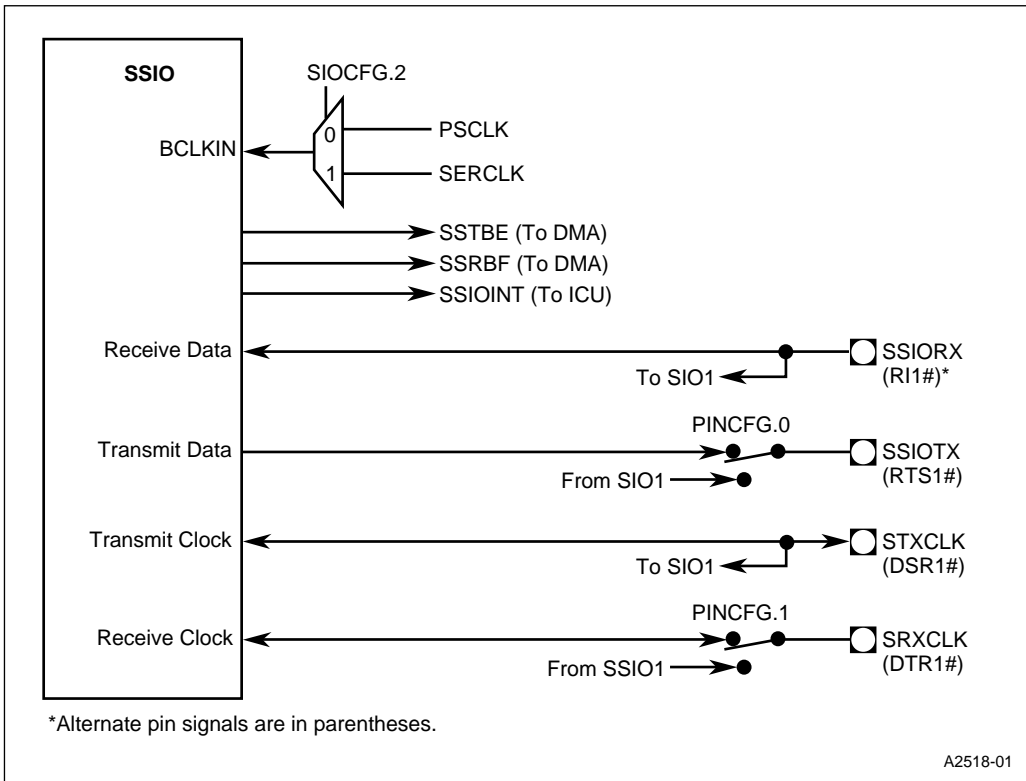 SSIO
SIOCFG.2
BCLKIN
0
PSCLK
1
SERCLK
SSTBE (To DMA)
SSRBF (To DMA)
SSIOINT (To ICU)
Receive Data
SSIORX
(RI1#)*
To SIO1
PINCFG.0
Transmit Data
SSIOTX
(RTS1#)
From SIO1
Transmit Clock
STXCLK
(DSR1#)
To SIO1
PINCFG.1
Receive Clock
SRXCLK
(DTR1#)
From SSIO1
*Alternate pin signals are in parentheses.
A2518-01